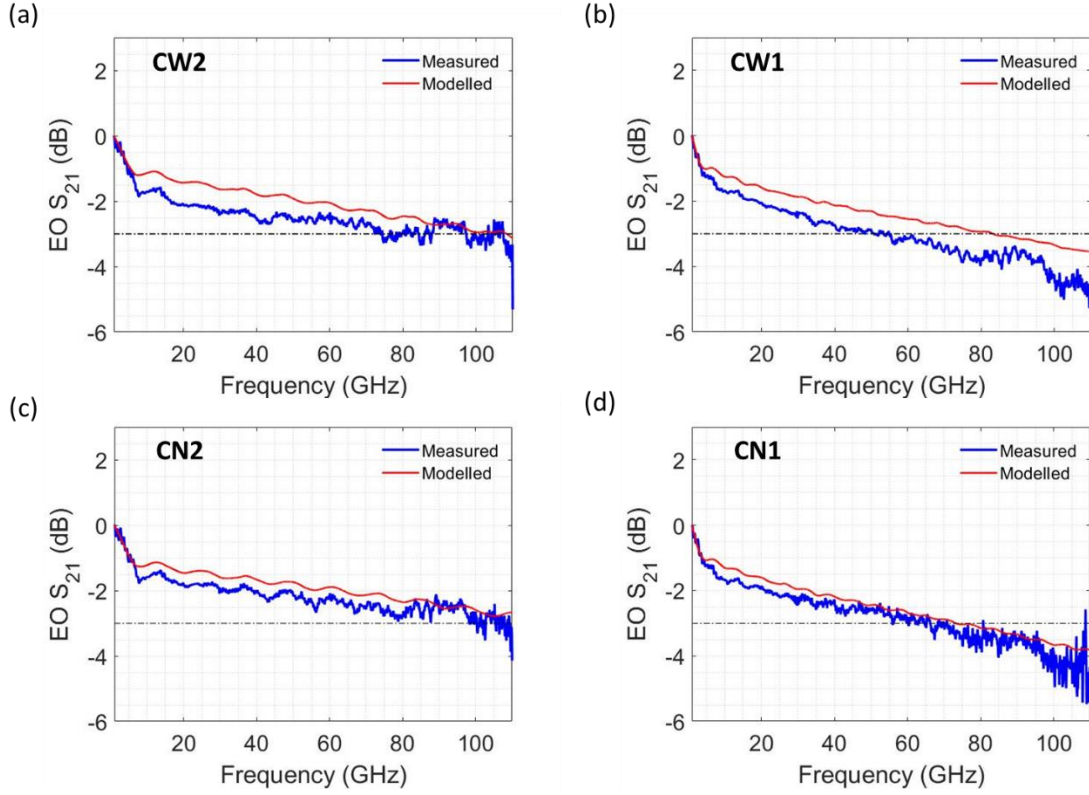 (a)
CW2
Measured
Modelled
2
0
-2
-4
-6
EO S21 (dB)
20 40 60 80 100
Frequency (GHz)
(b)
CW1
Measured
Modelled
2
0
-2
-4
-6
EO S21 (dB)
20 40 60 80 100
Frequency (GHz)
(c)
CN2
Measured
Modelled
2
0
-2
-4
-6
EO S21 (dB)
20 40 60 80 100
Frequency (GHz)
(d)
CN1
Measured
Modelled
2
0
-2
-4
-6
EO S21 (dB)
20 40 60 80 100
Frequency (GHz)